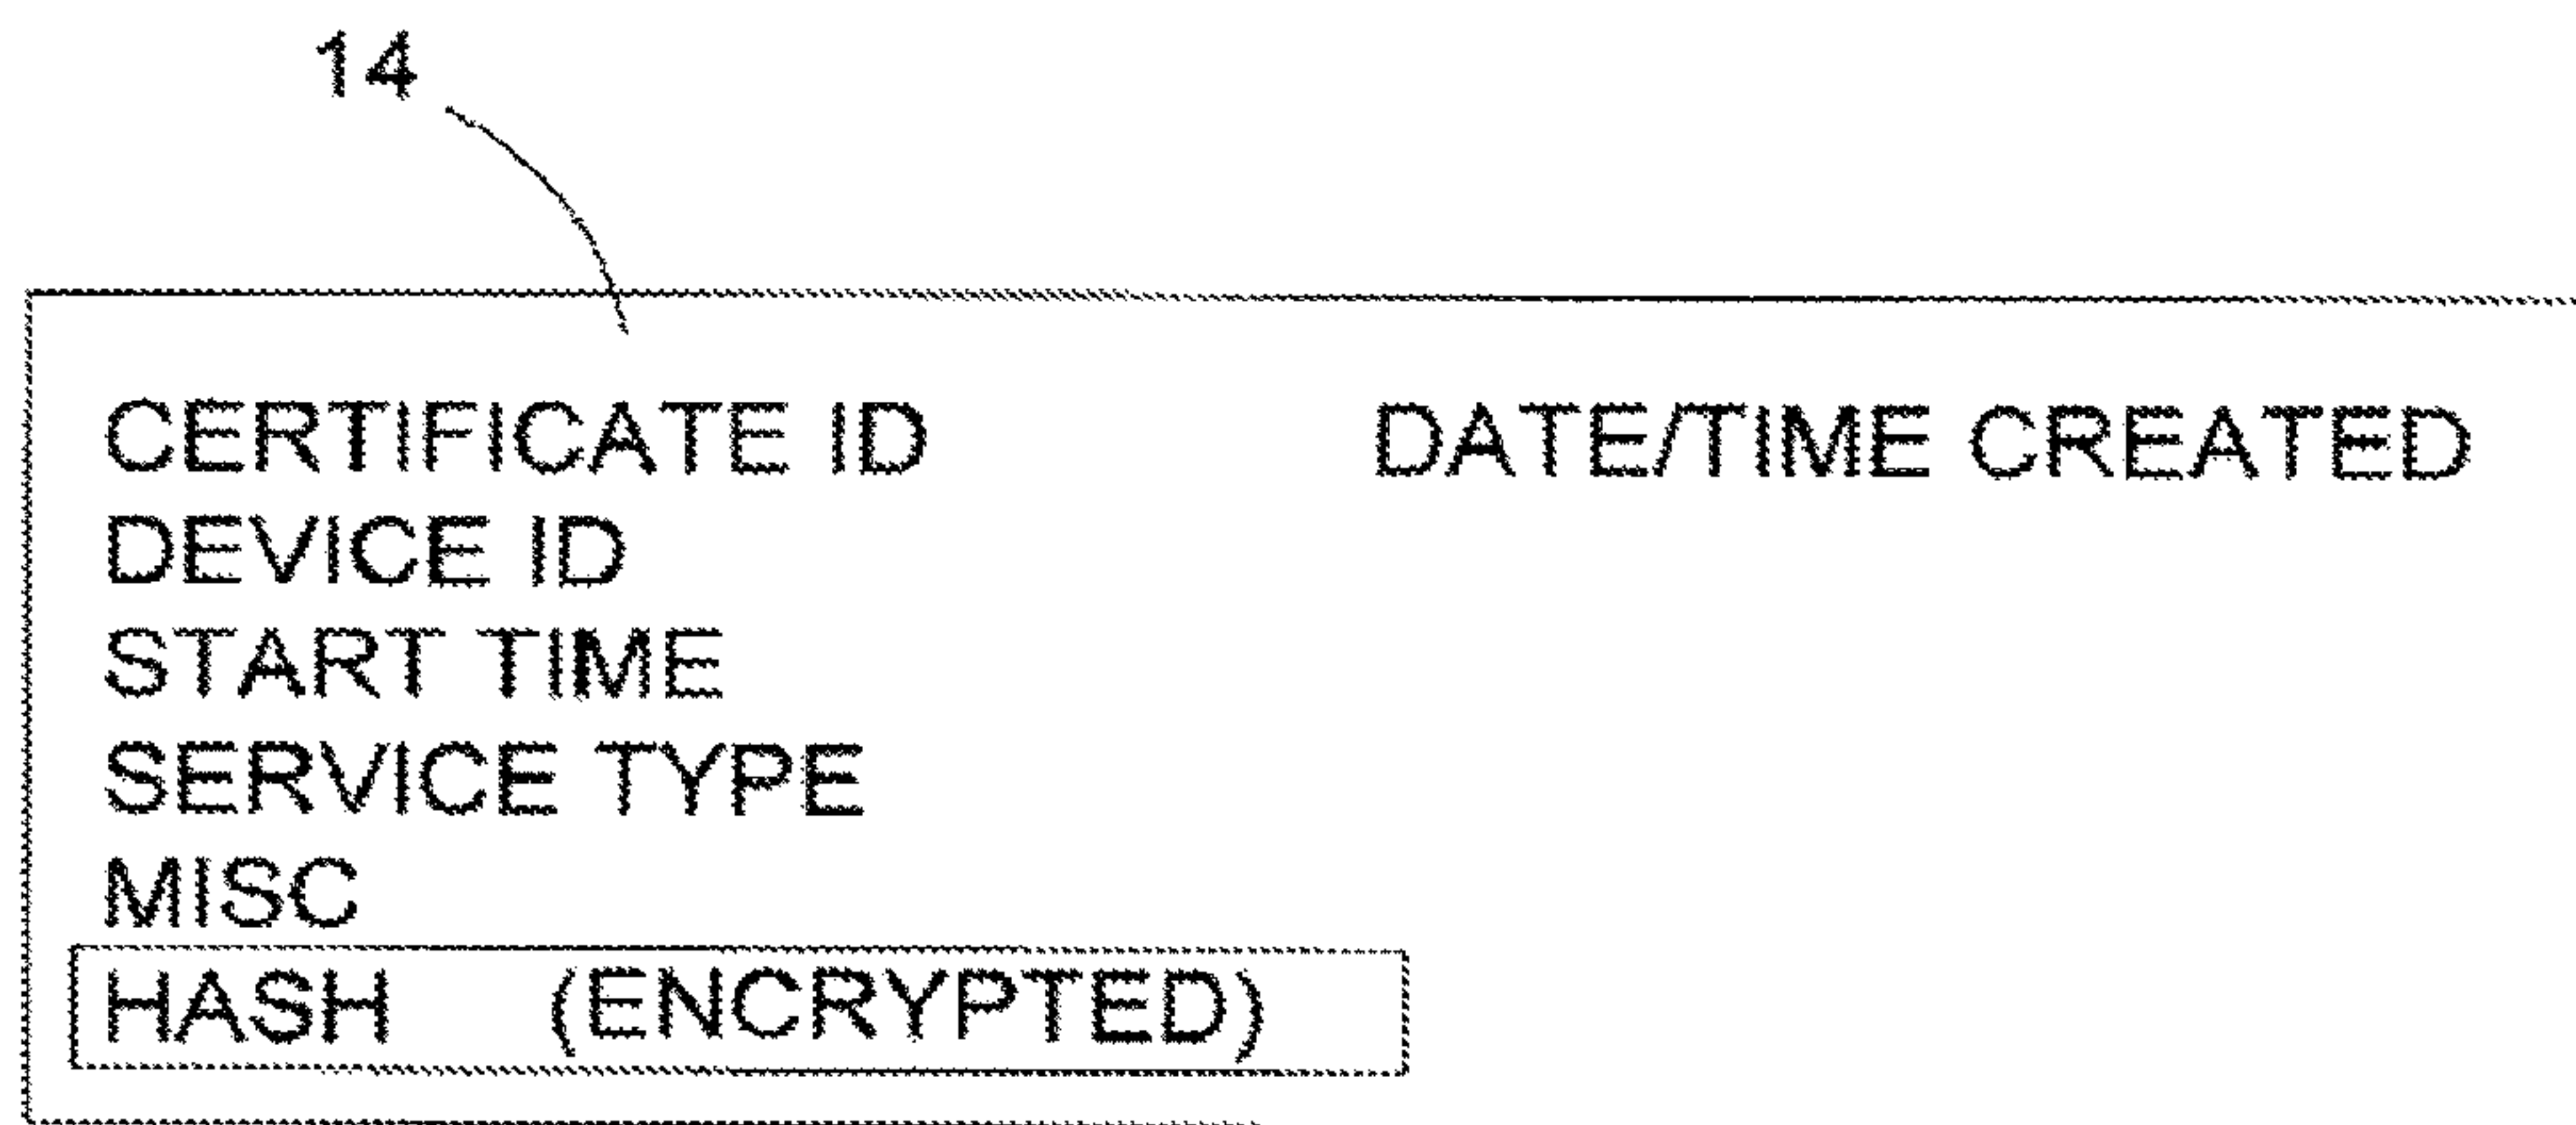 14
CERTIFICATE ID DATE/TIME CREATED
DEVICE ID
START TIME
SERVICE TYPE
MISC
HASH (ENCRYPTED)